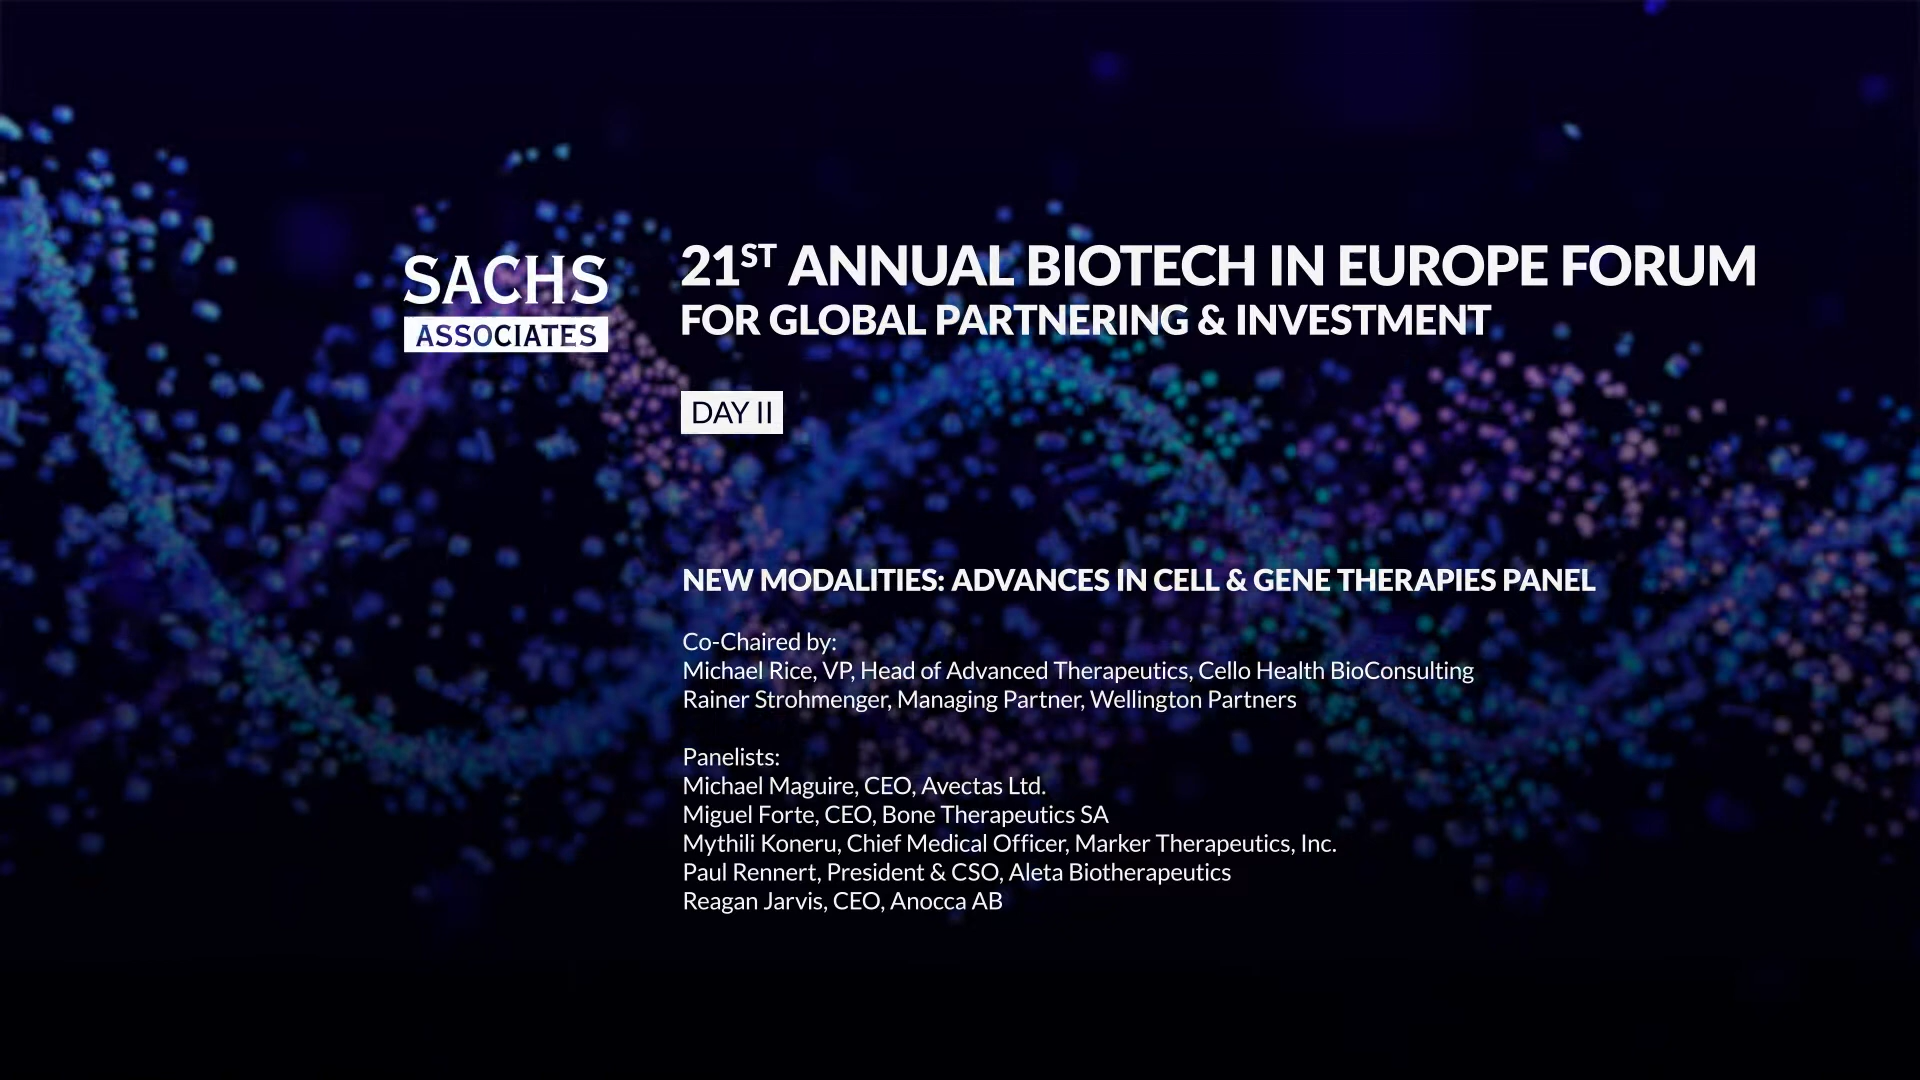 SACHS
ASSOCIATES
21ST ANNUAL BIOTECH IN EUROPE FORUM
FOR GLOBAL PARTNERING & INVESTMENT
DAY II
NEW MODALITIES: ADVANCES IN CELL & GENE THERAPIES PANEL
Co-Chaired by:
Michael Rice, VP, Head of Advanced Therapeutics, Cello Health BioConsulting
Rainer Strohmenger, Managing Partner, Wellington Partners
Panelists:
Michael Maguire, CEO, Avectas Ltd.
Miguel Forte, CEO, Bone Therapeutics SA
Mythili Koneru, Chief Medical Officer, Marker Therapeutics, Inc.
Paul Rennert, President & CSO, Aleta Biotherapeutics
Reagan Jarvis, CEO, Anocca AB